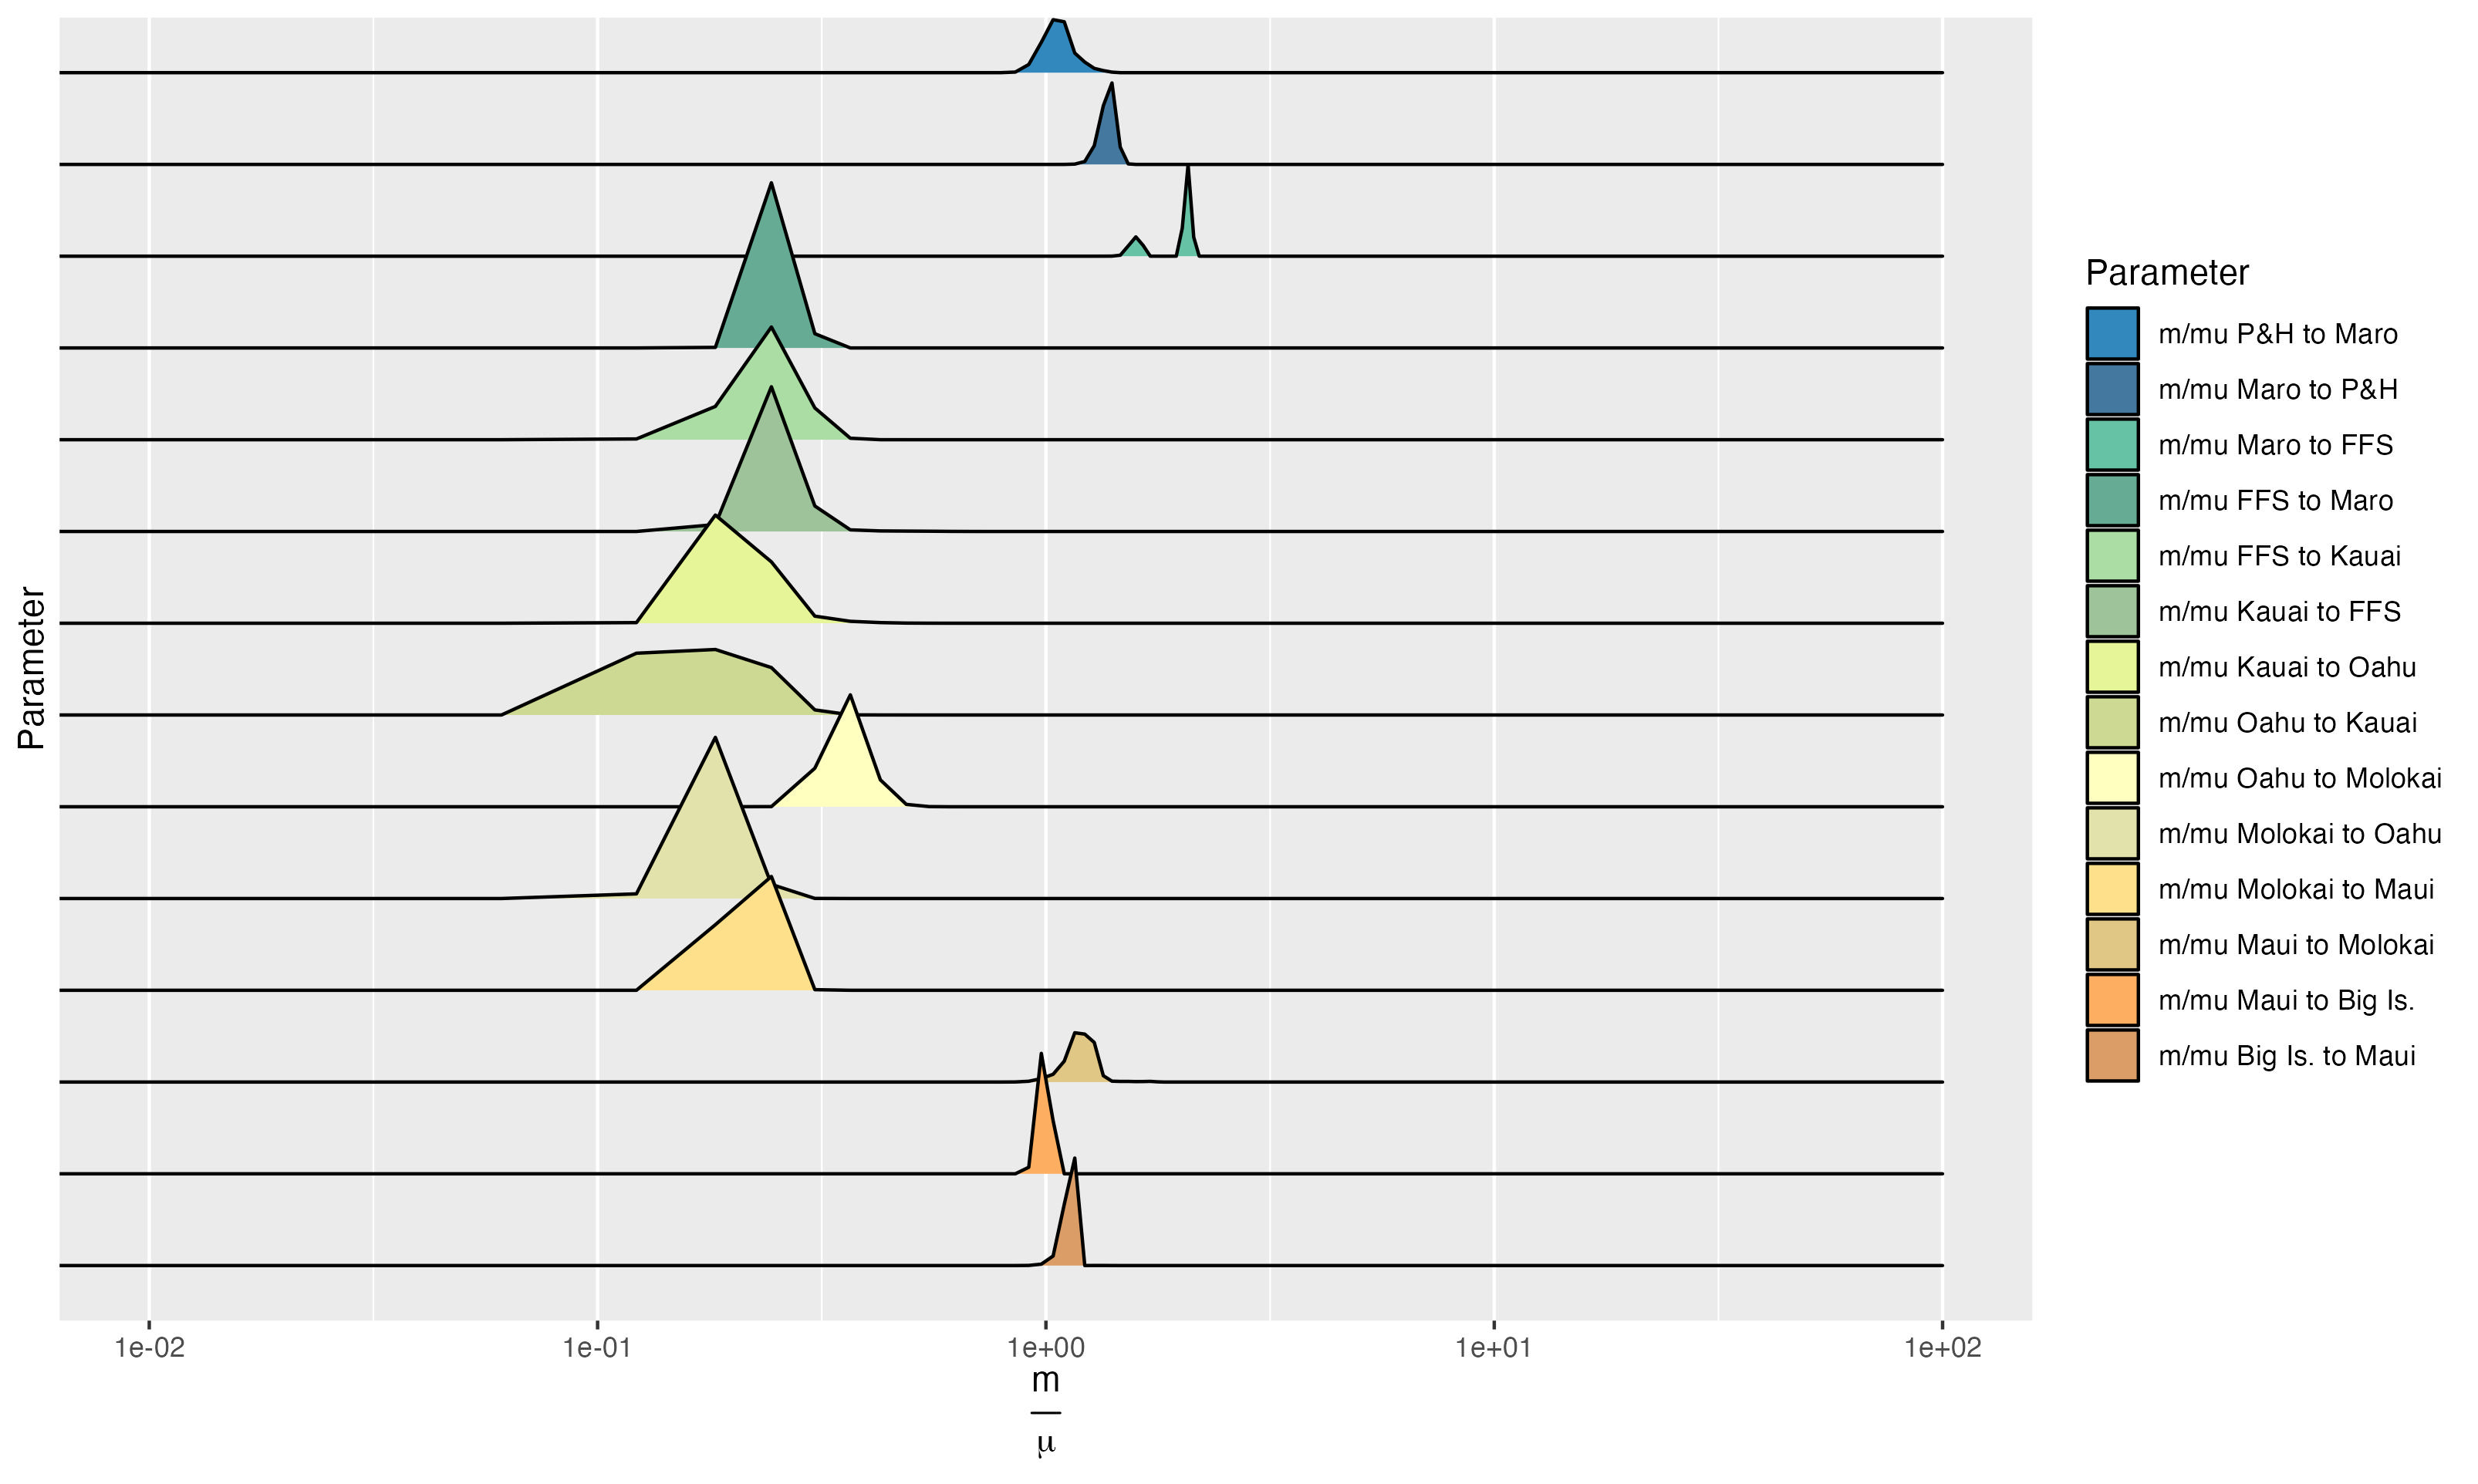 Parameter
1e-02
1e-01
1e+00
1e+01
1e+02
m
μ
Parameter
m/mu P&H to Maro
m/mu Maro to P&H
m/mu Maro to FFS
m/mu FFS to Maro
m/mu FFS to Kauai
m/mu Kauai to FFS
m/mu Kauai to Oahu
m/mu Oahu to Kauai
m/mu Oahu to Molokai
m/mu Molokai to Oahu
m/mu Molokai to Maui
m/mu Maui to Molokai
m/mu Maui to Big Is.
m/mu Big Is. to Maui